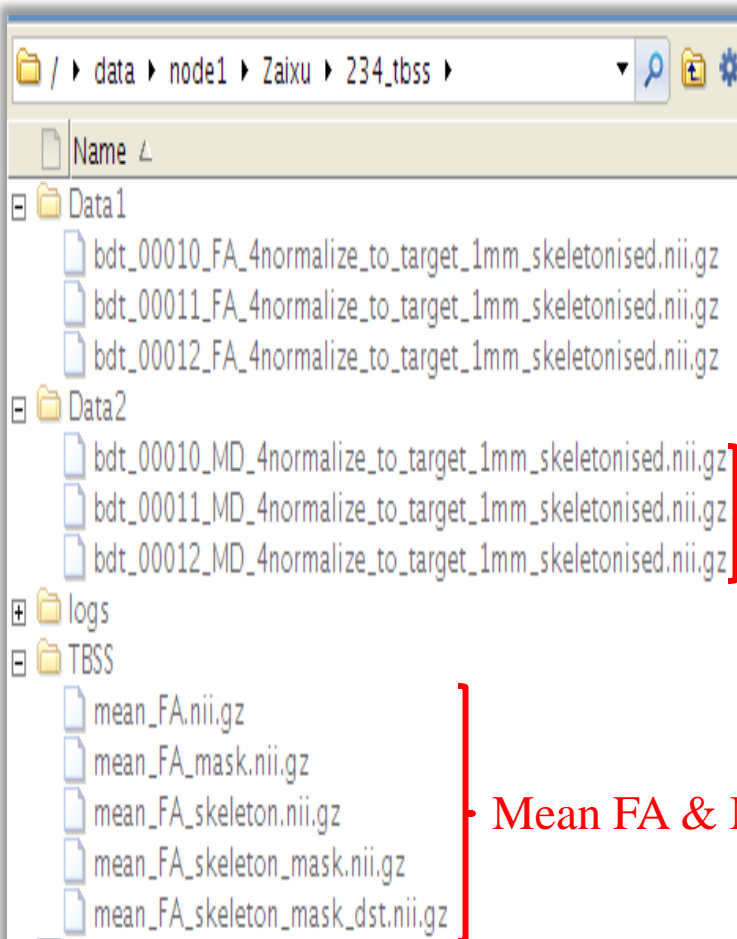 / data node1 Zaixu 234_tbss
Name
Data1
bdt_00010_FA_4normalize_to_target_1mm_skeletonised.nii.gz
bdt_00011_FA_4normalize_to_target_1mm_skeletonised.nii.gz
bdt_00012_FA_4normalize_to_target_1mm_skeletonised.nii.gz
Data2
bdt_00010_MD_4normalize_to_target_1mm_skeletonised.nii.gz
bdt_00011_MD_4normalize_to_target_1mm_skeletonised.nii.gz
bdt_00012_MD_4normalize_to_target_1mm_skeletonised.nii.gz
logs
TBSS
mean_FA.nii.gz
mean_FA_mask.nii.gz
mean_FA_skeleton.nii.gz
Mean FA &
mean_FA_skeleton_mask.nii.gz
mean_FA_skeleton_mask_dst.nii.gz